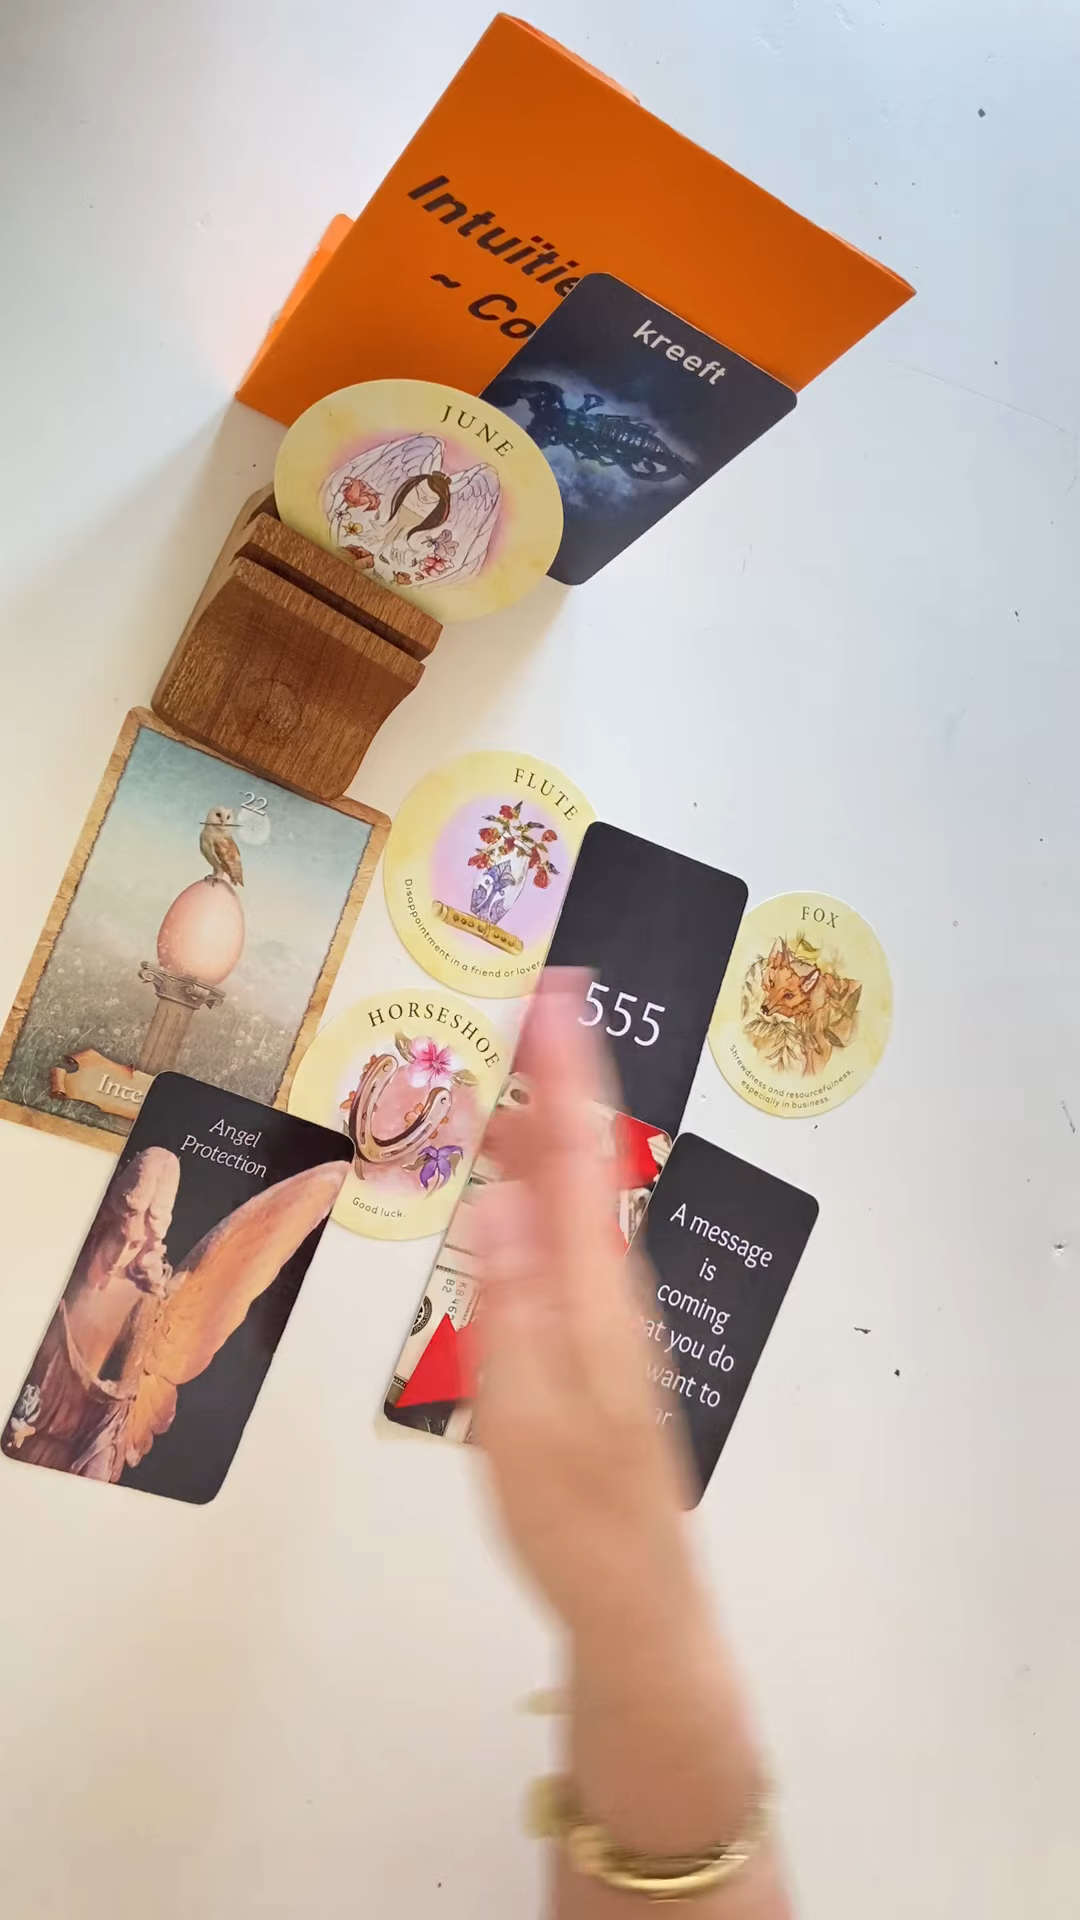 Intuïtie
~ Co
kreeft
JUNE
22
FLUTE
Disappointment in a friend or lover.
555
FOX
Shrewdness and resourcefulness,
especially in business.
HORSESHOE
Good luck.
Inte
Angel
Protection
A message
is
coming
at you do
want to